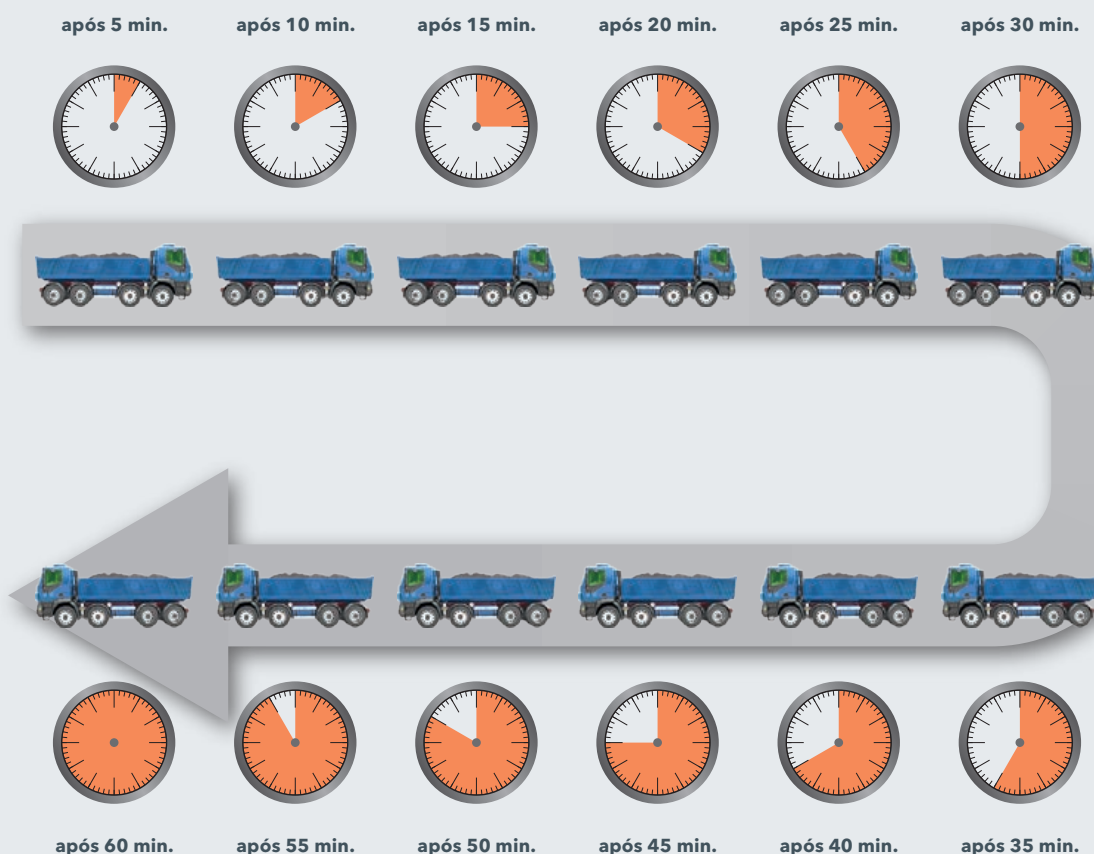 após 5 min.
após 10 min.
após 15 min.
após 20 min.
após 25 min.
após 30 min.
após 60 min.
após 55 min.
após 50 min.
após 45 min.
após 40 min.
após 35 min.